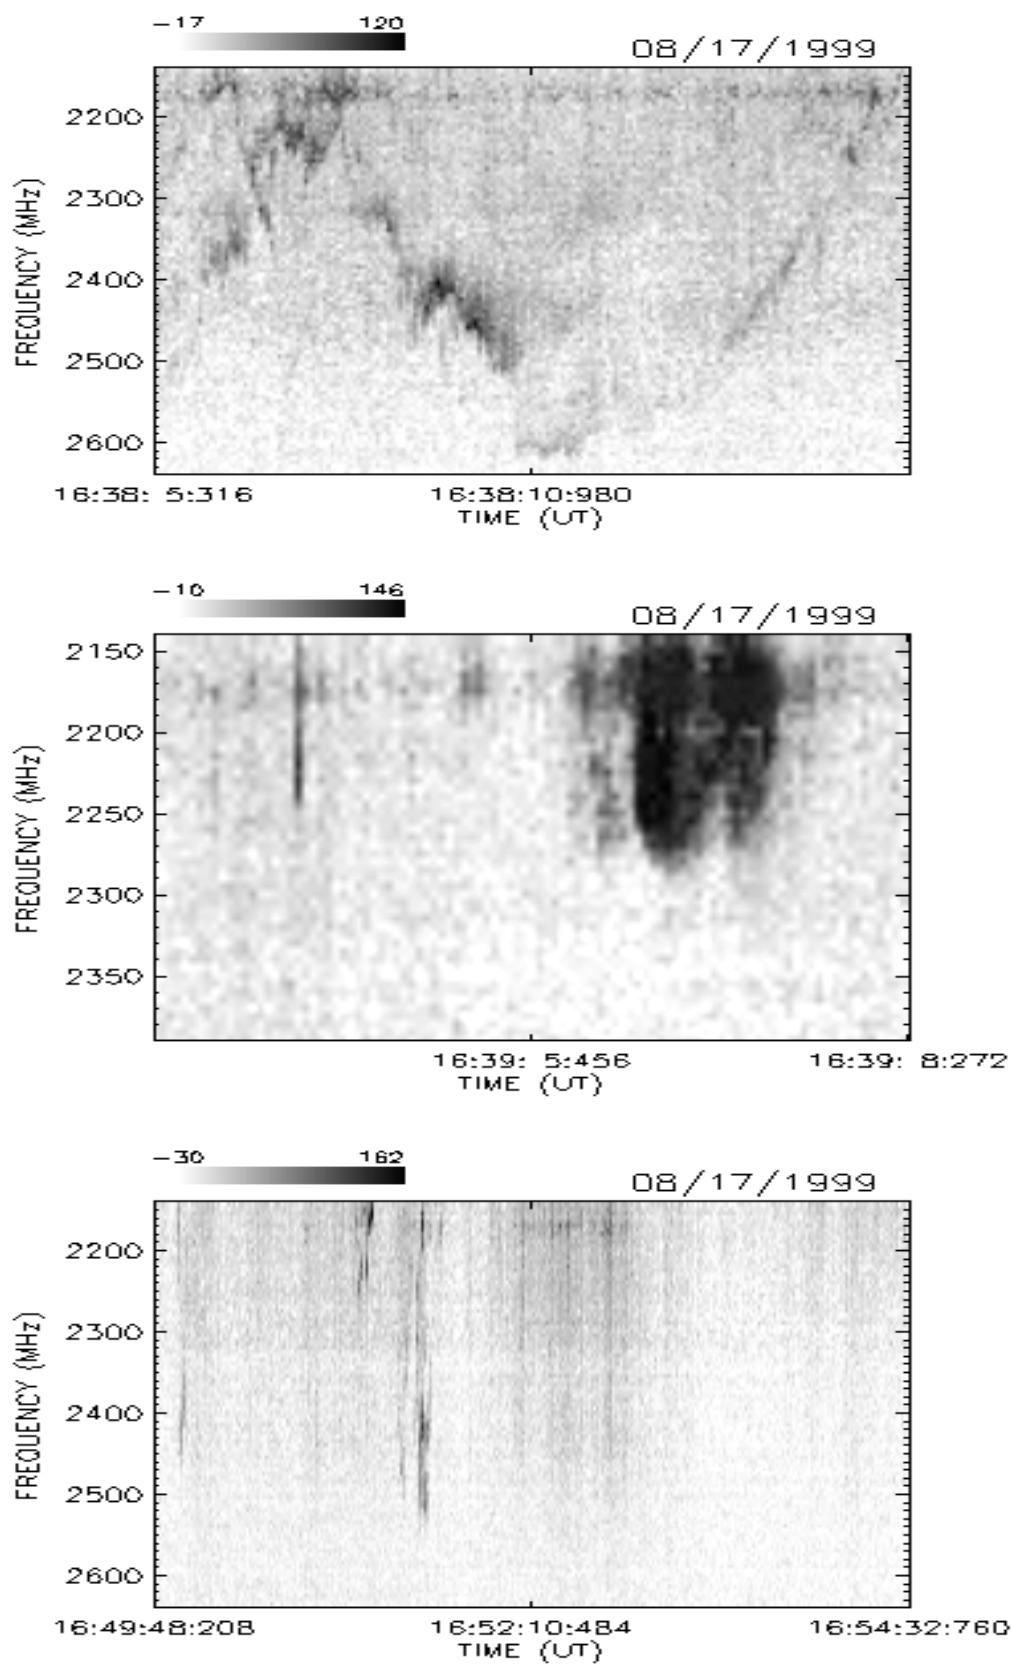 −17 120
08/17/1999
FREQUENCY (MHz)
2200
2300
2400
2500
2600
16:38: 5:316 16:38:10:980
TIME (UT)
−10 146
08/17/1999
FREQUENCY (MHz)
2150
2200
2250
2300
2350
16:39: 5:456 16:39: 8:272
TIME (UT)
−30 162
08/17/1999
FREQUENCY (MHz)
2200
2300
2400
2500
2600
16:49:48:208 16:52:10:484 16:54:32:760
TIME (UT)